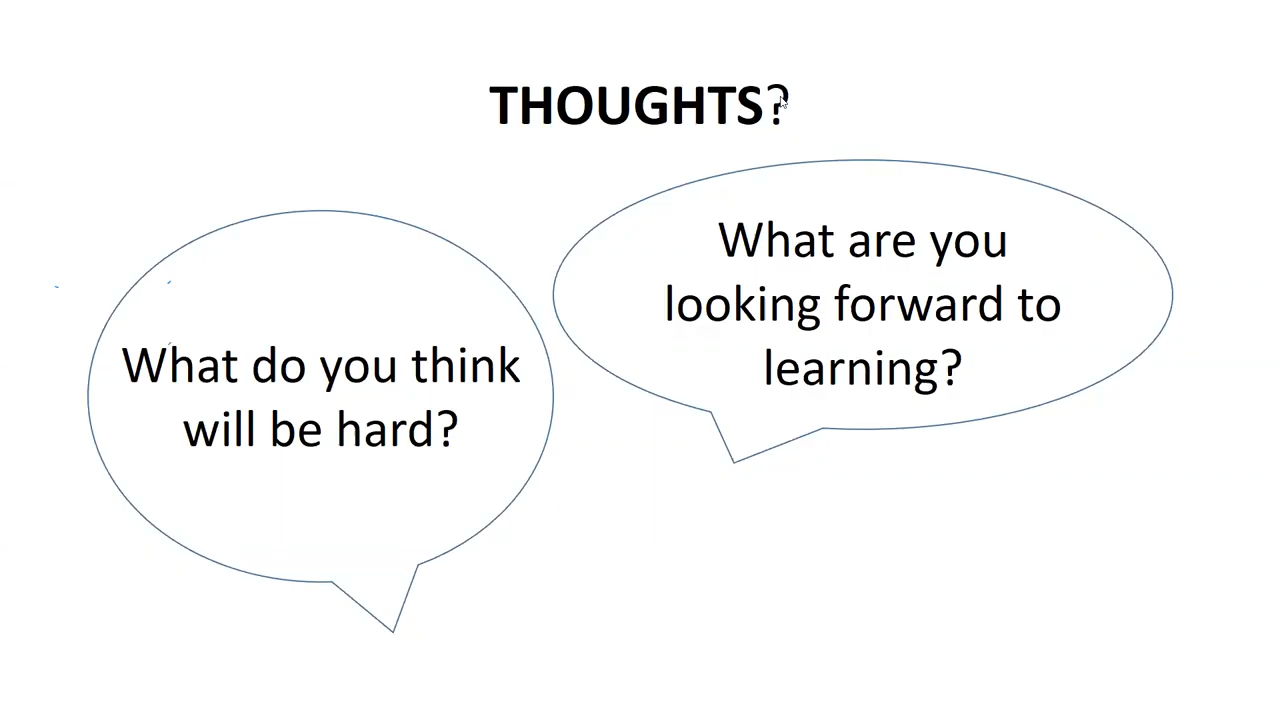 THOUGHTS?
What do you think
will be hard?
What are you
looking forward to
learning?